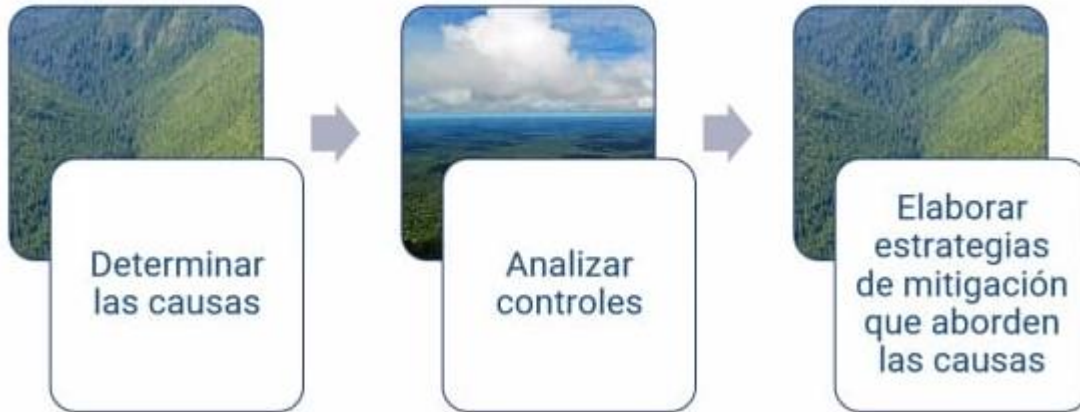 Determinar
las causas
Analizar
controles
Elaborar
estrategias
de mitigación
que aborden
las causas